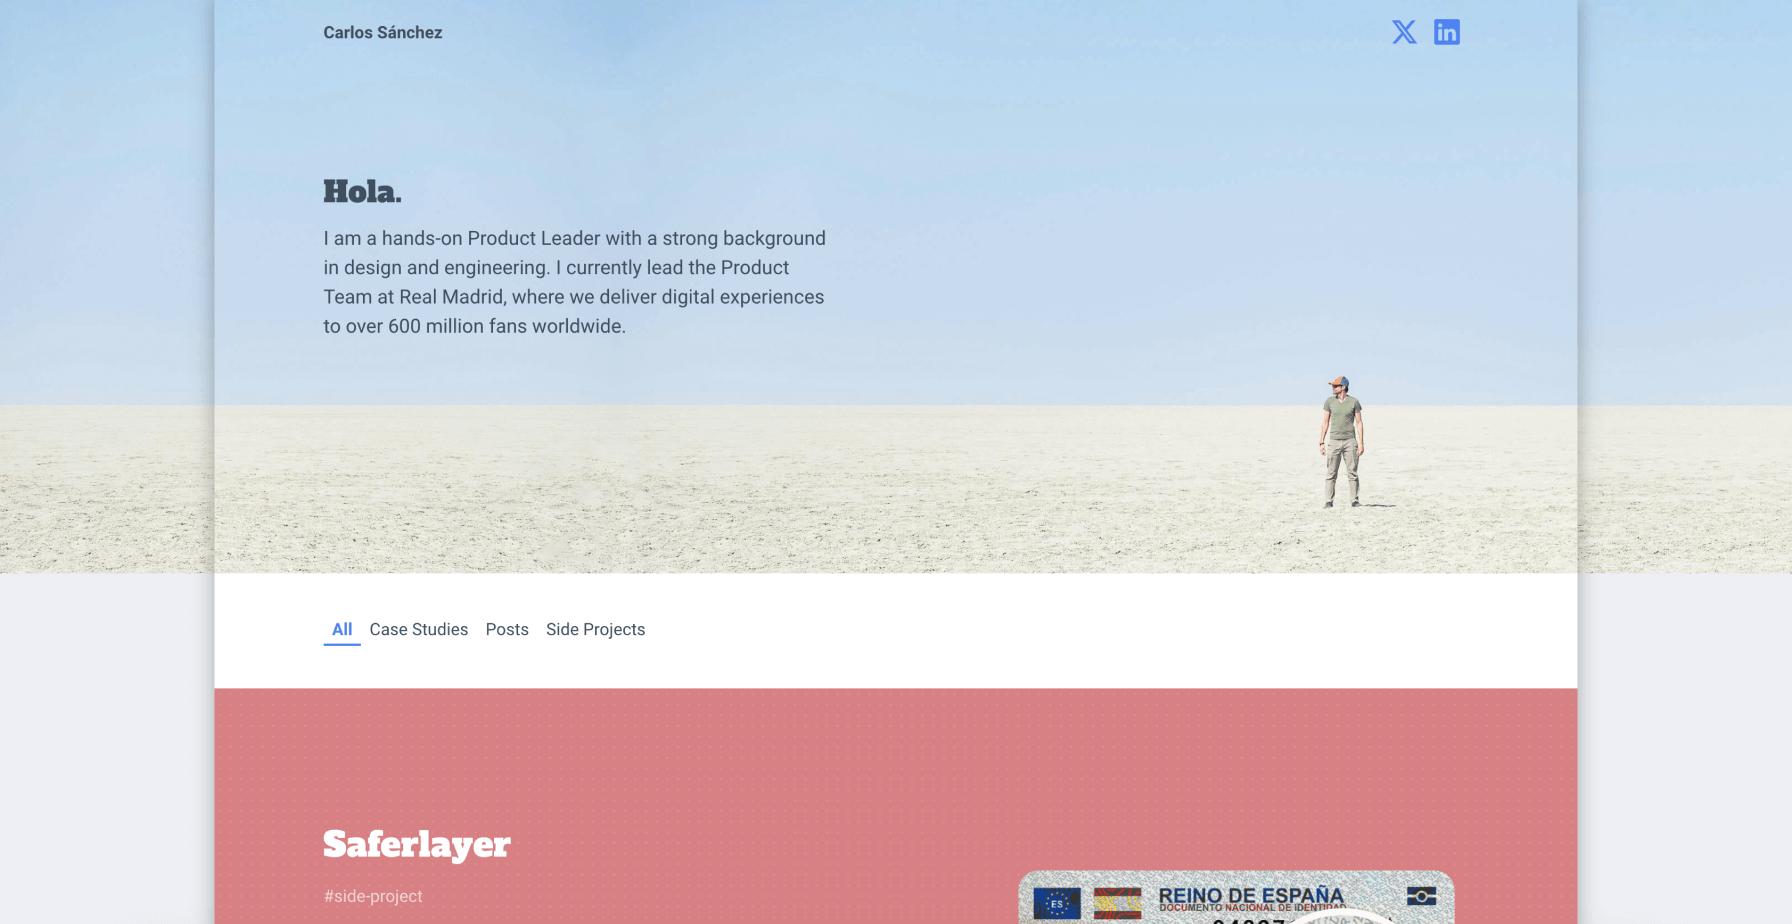 Carlos Sánchez
Hola.
I am a hands-on Product Leader with a strong background
in design and engineering. I currently lead the Product
Team at Real Madrid, where we deliver digital experiences
to over 600 million fans worldwide.
All Case Studies Posts Side Projects
Saferlayer
#side-project
ES
REINO DE ESPAÑA
DOCUMENTO NACIONAL DE IDENTIDAD